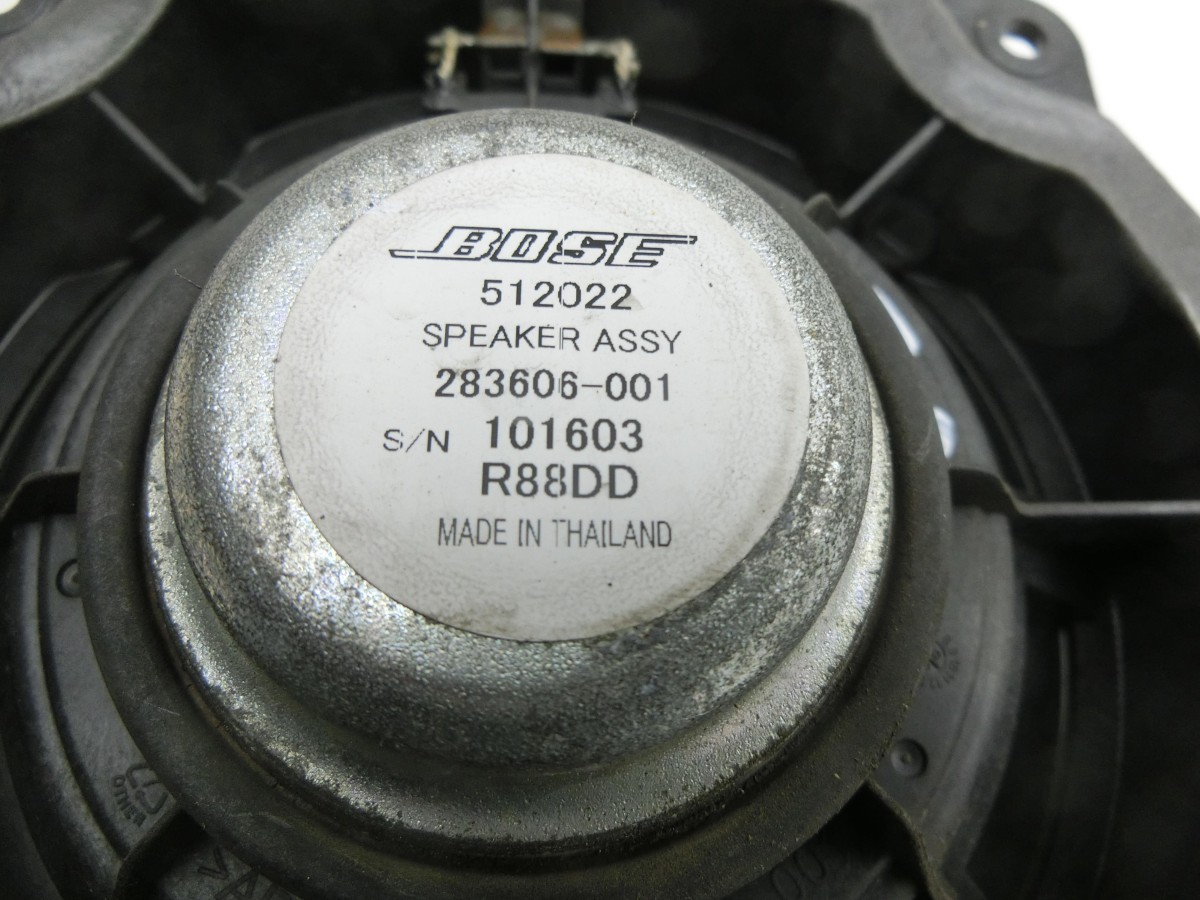 BOSE
512022
SPEAKER ASSY
283606-001
S/N 101603
R88DD
MADE IN THAILAND